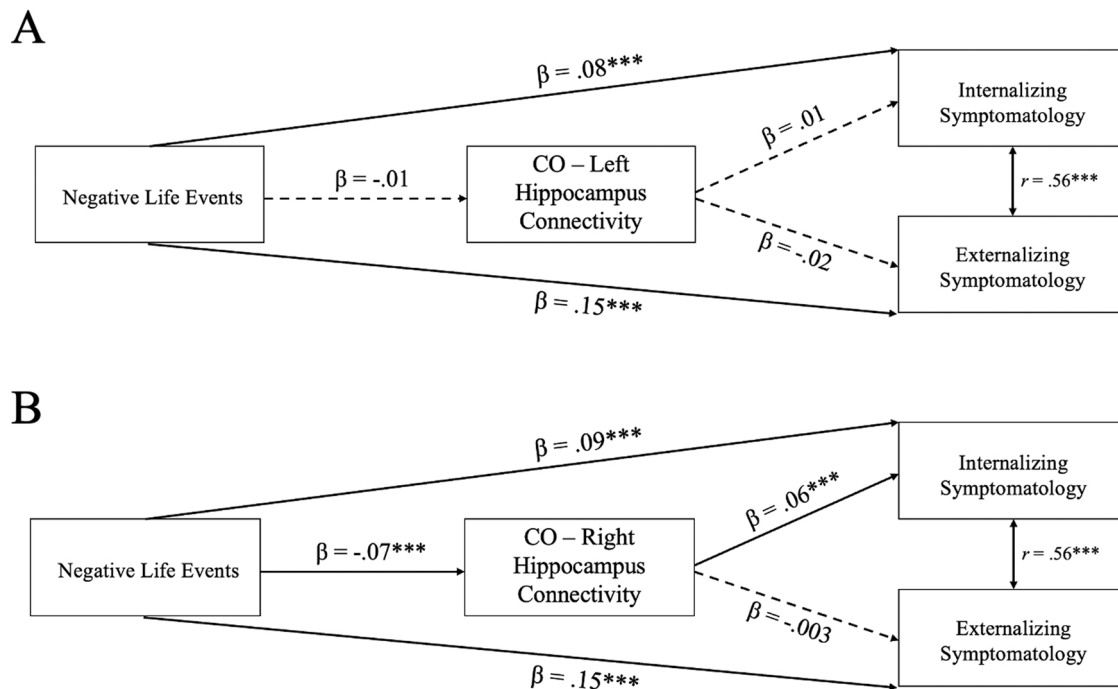 A
β = .08***
Internalizing
Symptomatology
β = .01
β = -.01
Negative Life Events
CO – Left
Hippocampus
Connectivity
r = .56***
β = -.02
Externalizing
Symptomatology
β = .15***
B
β = .09***
Internalizing
Symptomatology
β = .06***
β = -.07***
Negative Life Events
CO – Right
Hippocampus
Connectivity
r = .56***
β = -.003
Externalizing
Symptomatology
β = .15***